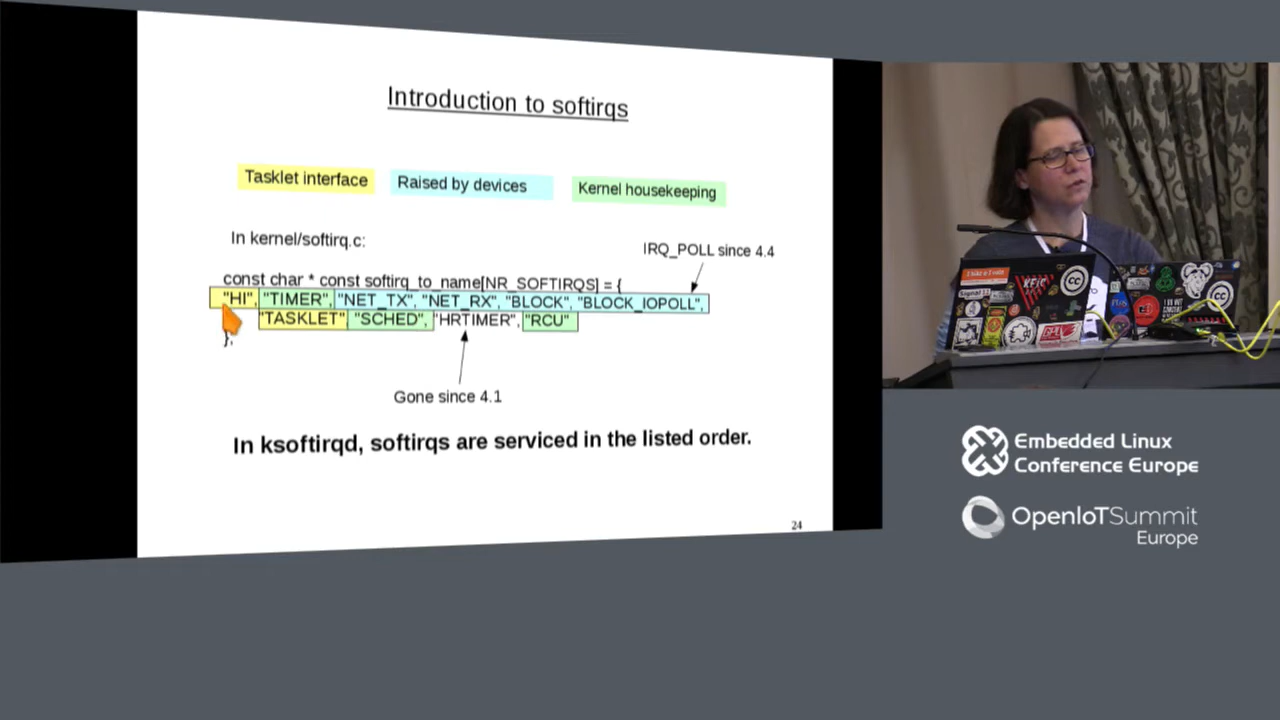 Introduction to softirqs
Tasklet interface
Raised by devices
Kernel housekeeping
In kernel/softirq.c:
IRQ_POLL since 4.4
const char * const softirq_to_name[NR_SOFTIRQS] = {
"HI", "TIMER", "NET_TX", "NET_RX", "BLOCK", "BLOCK_IOPOLL",
"TASKLET", "SCHED", "HRTIMER", "RCU"
};
Gone since 4.1
In ksoftirqd, softirqs are serviced in the listed order.
24
Embedded Linux
Conference Europe
OpenIoTSummit
Europe